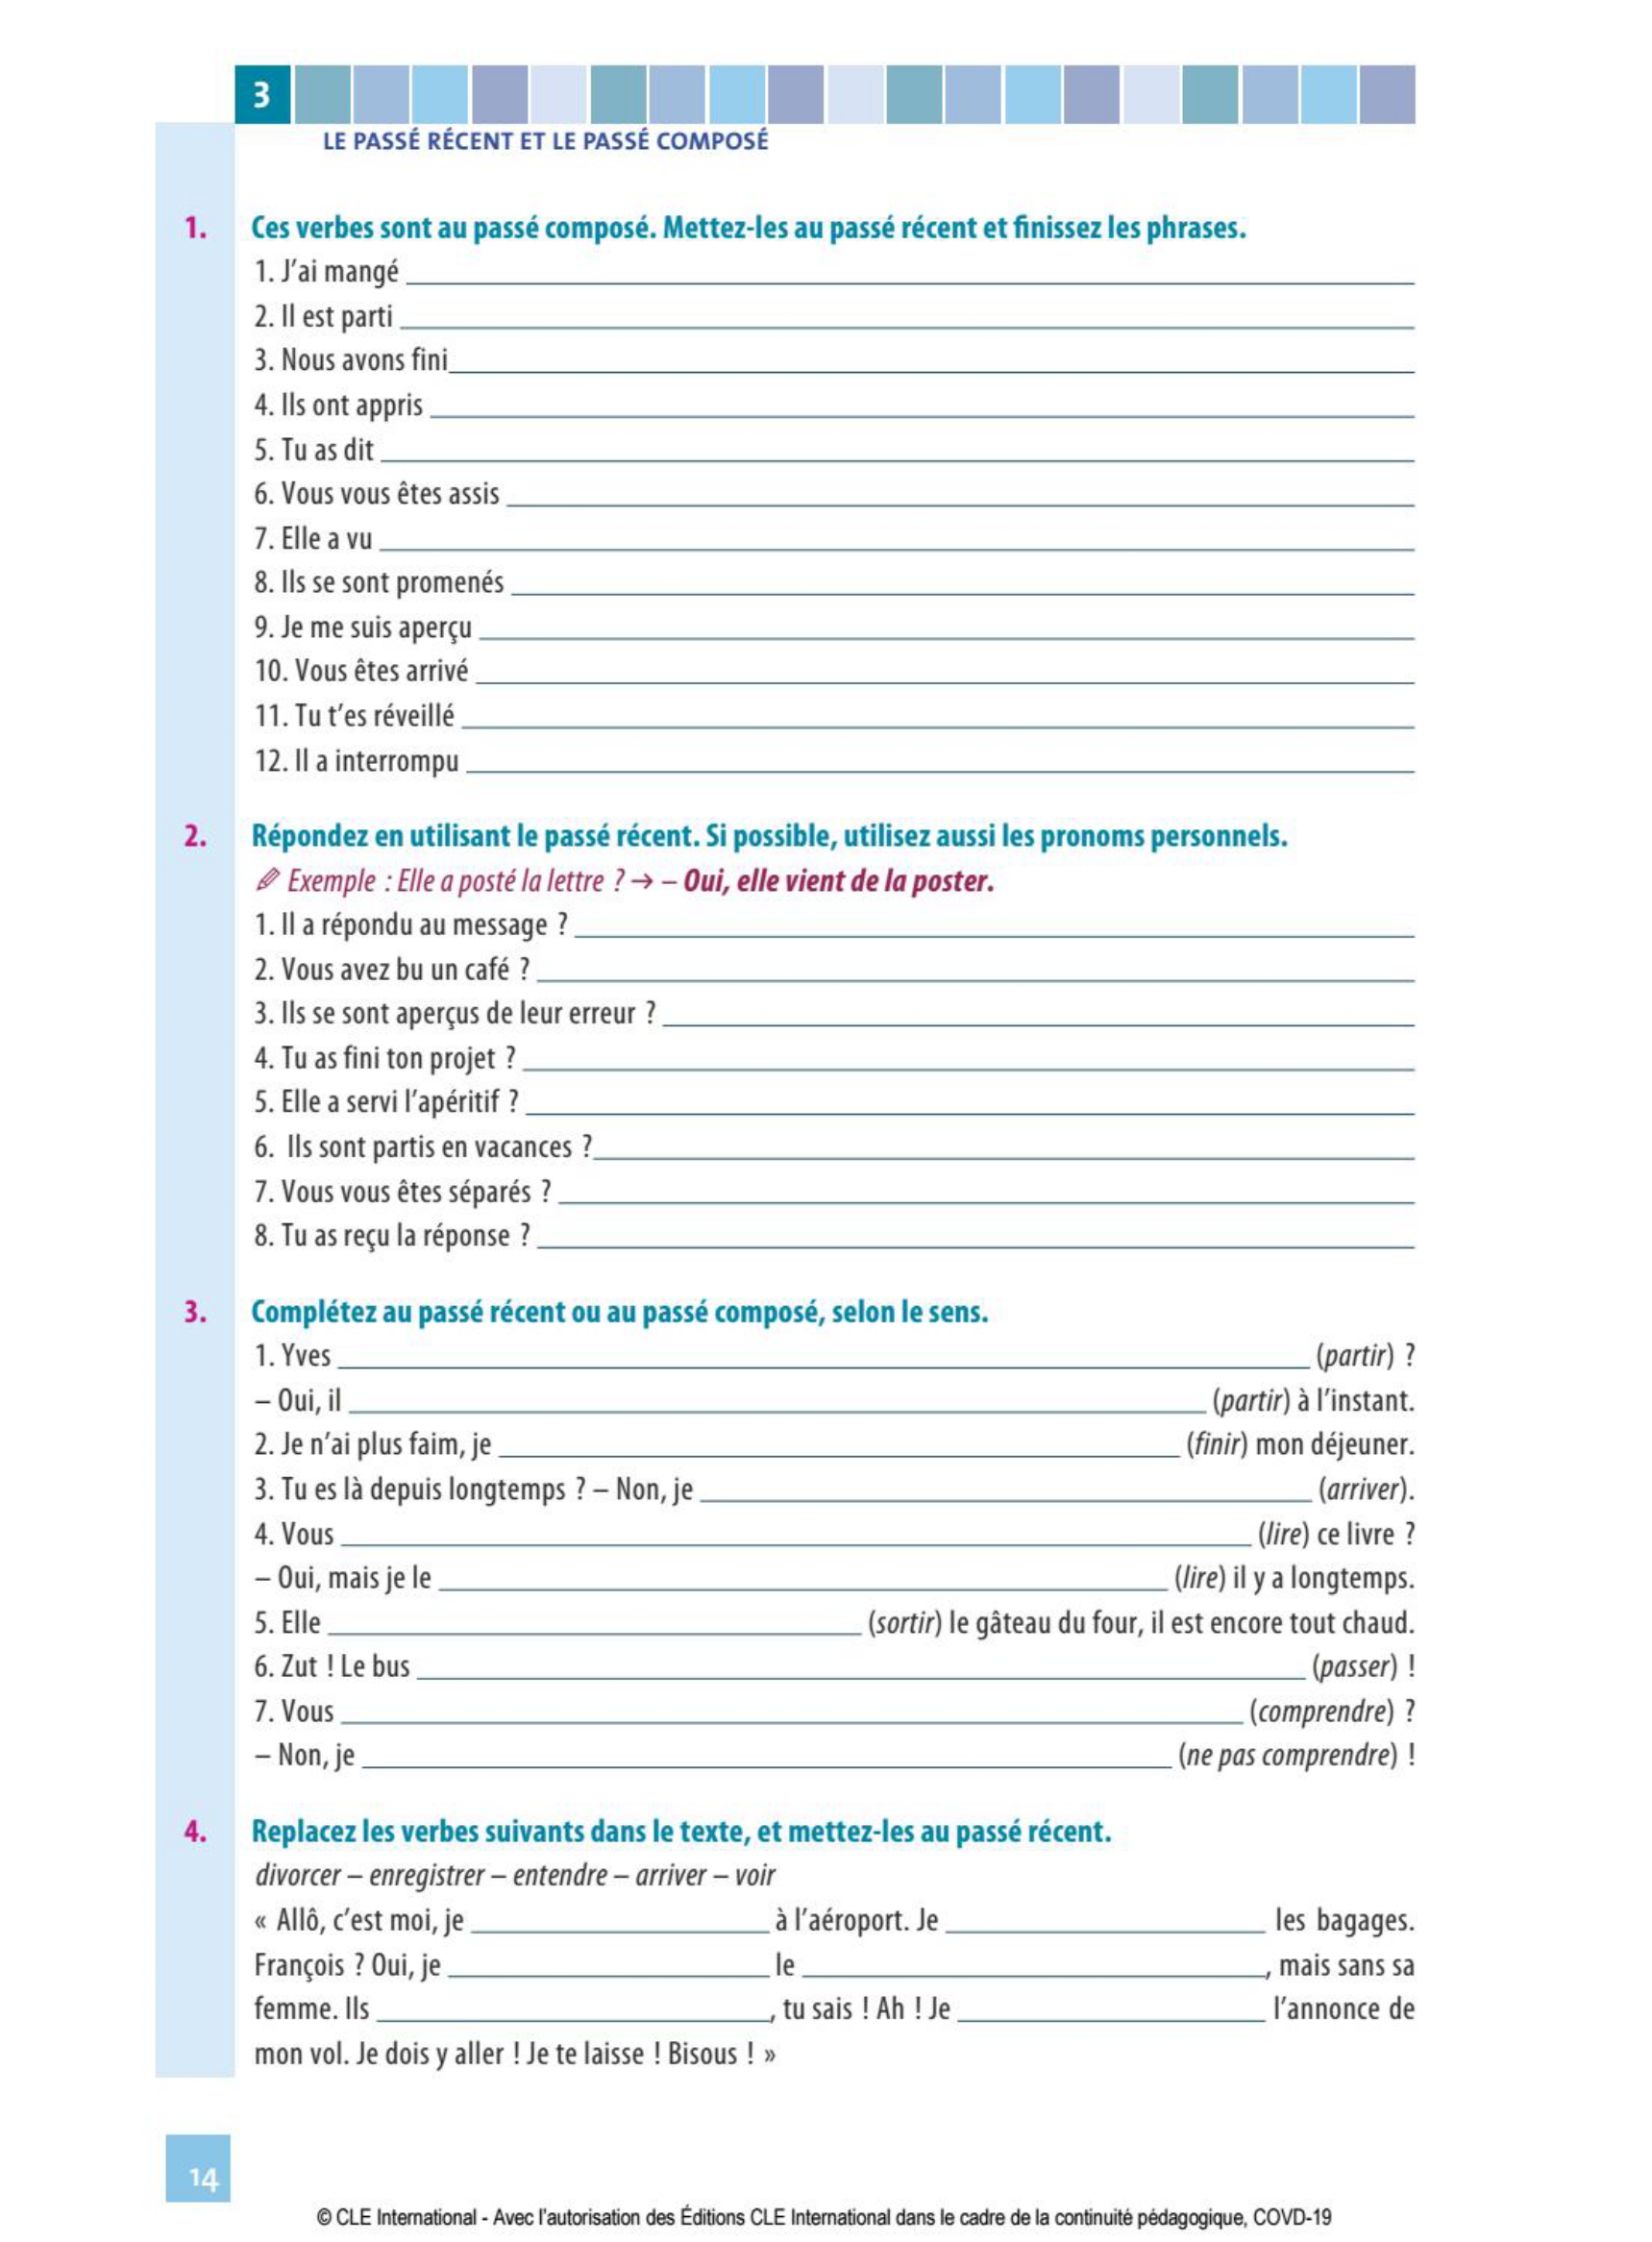 3
LE PASSÉ RÉCENT ET LE PASSÉ COMPOSÉ
1. Ces verbes sont au passé composé. Mettez-les au passé récent et finissez les phrases.
1. J'ai mangé
2. Il est parti
3. Nous avons fini
4. Ils ont appris
5. Tu as dit
6. Vous vous êtes assis
7. Elle a vu
8. Ils se sont promenés
9. Je me suis aperçu
10. Vous êtes arrivé
11. Tu t'es réveillé
12. Il a interrompu
2. Répondez en utilisant le passé récent. Si possible, utilisez aussi les pronoms personnels.
Exemple : Elle a posté la lettre ? → – Oui, elle vient de la poster.
1. Il a répondu au message ?
2. Vous avez bu un café ?
3. Ils se sont aperçus de leur erreur ?
4. Tu as fini ton projet ?
5. Elle a servi l'apéritif ?
6. Ils sont partis en vacances ?
7. Vous vous êtes séparés ?
8. Tu as reçu la réponse ?
3. Complétez au passé récent ou au passé composé, selon le sens.
1. Yves (partir) ?
– Oui, il (partir) à l'instant.
2. Je n'ai plus faim, je (finir) mon déjeuner.
3. Tu es là depuis longtemps ? – Non, je (arriver).
4. Vous (lire) ce livre ?
– Oui, mais je le (lire) il y a longtemps.
5. Elle (sortir) le gâteau du four, il est encore tout chaud.
6. Zut ! Le bus (passer) !
7. Vous (comprendre) ?
– Non, je (ne pas comprendre) !
4. Replacez les verbes suivants dans le texte, et mettez-les au passé récent.
divorcer – enregistrer – entendre – arriver – voir
« Allô, c'est moi, je à l'aéroport. Je les bagages.
François ? Oui, je le , mais sans sa
femme. Ils , tu sais ! Ah ! Je l'annonce de
mon vol. Je dois y aller ! Je te laisse ! Bisous ! »
14
© CLE International - Avec l'autorisation des Éditions CLE International dans le cadre de la continuité pédagogique, COVD-19